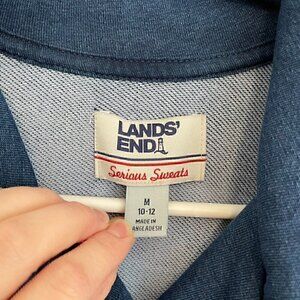 LANDS'
END
Serious Sweats
M
10-12
MADE IN
BANGLADESH